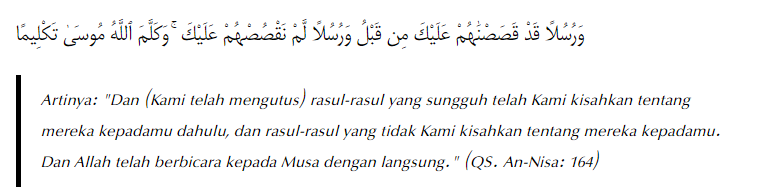 وَرُسُلًا قَدْ قَصَصْنَٰهُمْ عَلَيْكَ مِن قَبْلُ وَرُسُلًا لَّمْ نَقْصُصْهُمْ عَلَيْكَ ۚ وَكَلَّمَ ٱللَّهُ مُوسَىٰ تَكْلِيمًا
Artinya: "Dan (Kami telah mengutus) rasul-rasul yang sungguh telah Kami kisahkan tentang
mereka kepadamu dahulu, dan rasul-rasul yang tidak Kami kisahkan tentang mereka kepadamu.
Dan Allah telah berbicara kepada Musa dengan langsung." (QS. An-Nisa: 164)